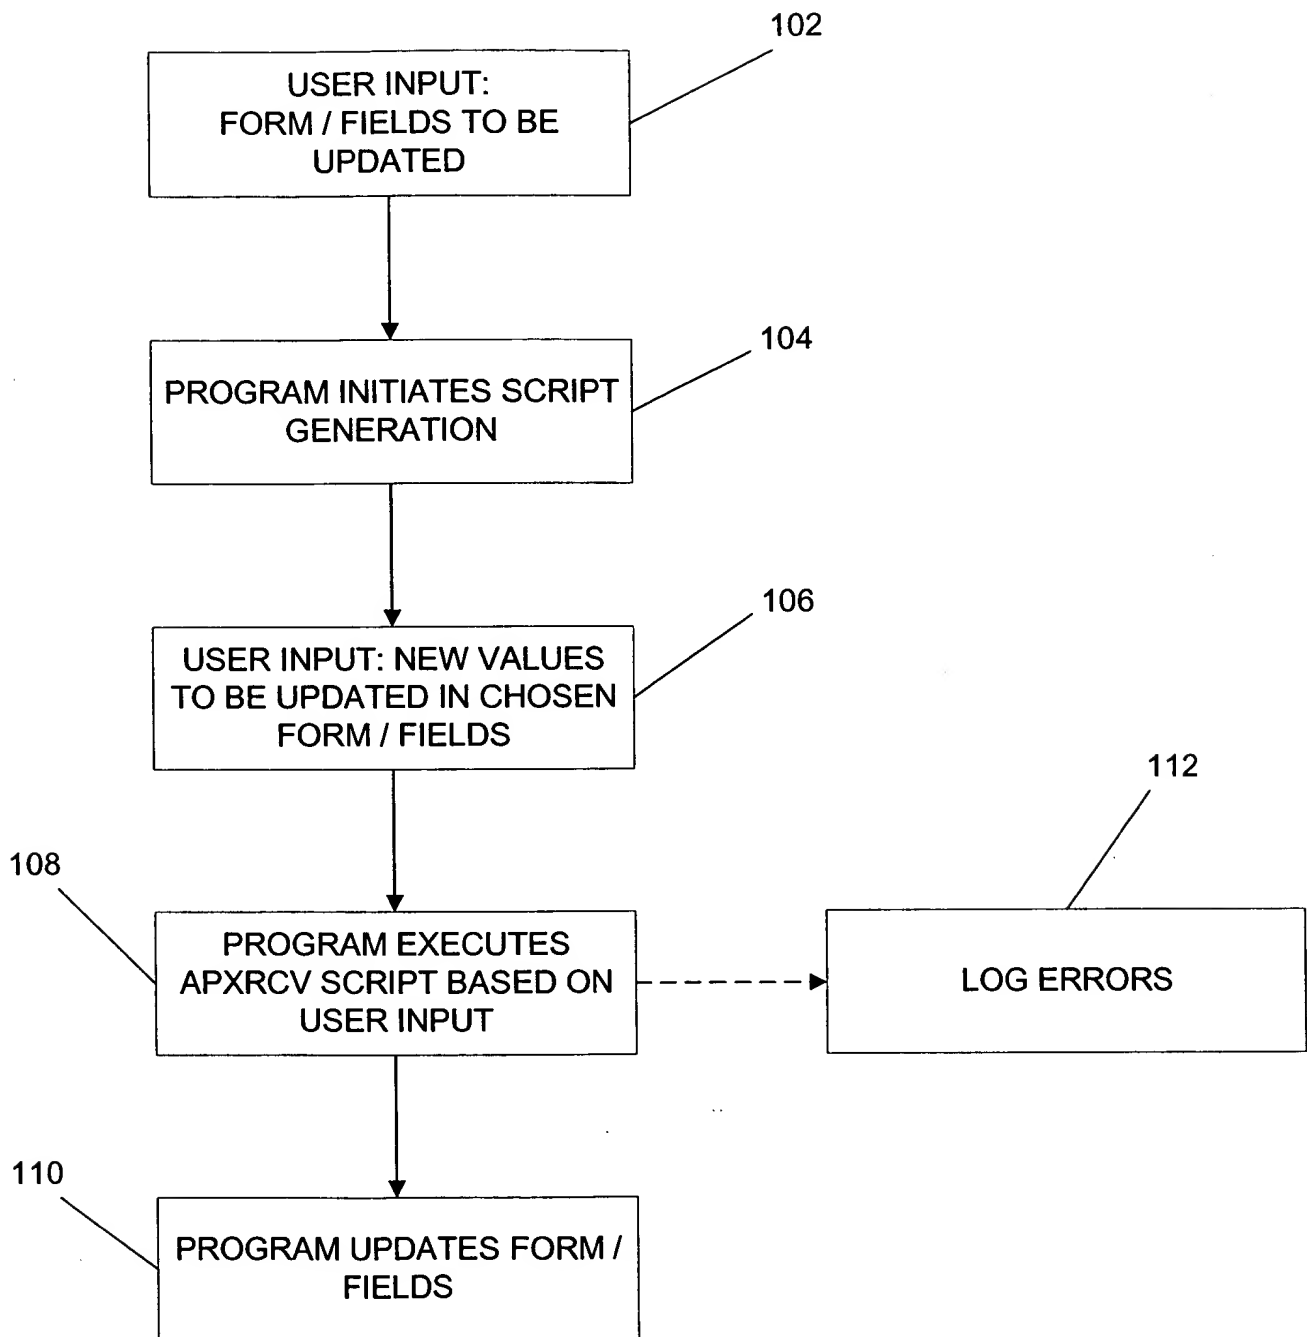 102
USER INPUT:
FORM / FIELDS TO BE
UPDATED
104
PROGRAM INITIATES SCRIPT
GENERATION
106
USER INPUT: NEW VALUES
TO BE UPDATED IN CHOSEN
FORM / FIELDS
112
108
PROGRAM EXECUTES
APXRCV SCRIPT BASED ON
USER INPUT
LOG ERRORS
110
PROGRAM UPDATES FORM /
FIELDS